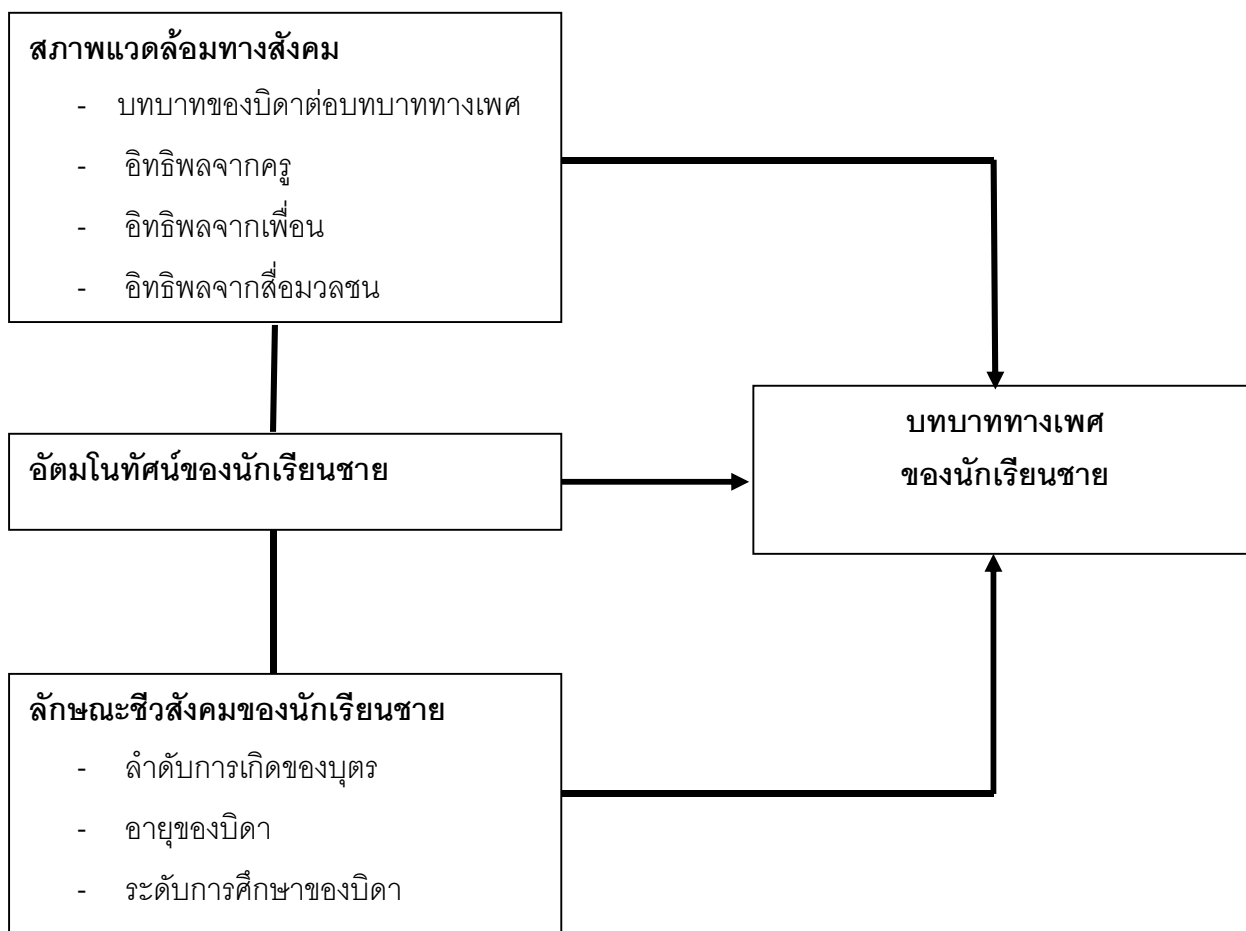 สภาพแวดล้อมทางสังคม
- บทบาทของบิดาต่อบทบาททางเพศ
- อิทธิพลจากครู
- อิทธิพลจากเพื่อน
- อิทธิพลจากสื่อมวลชน
บทบาททางเพศ
ของนักเรียนชาย
อัตมโนทัศน์ของนักเรียนชาย
ลักษณะชีวสังคมของนักเรียนชาย
- ลำดับการเกิดของบุตร
- อายุของบิดา
- ระดับการศึกษาของบิดา